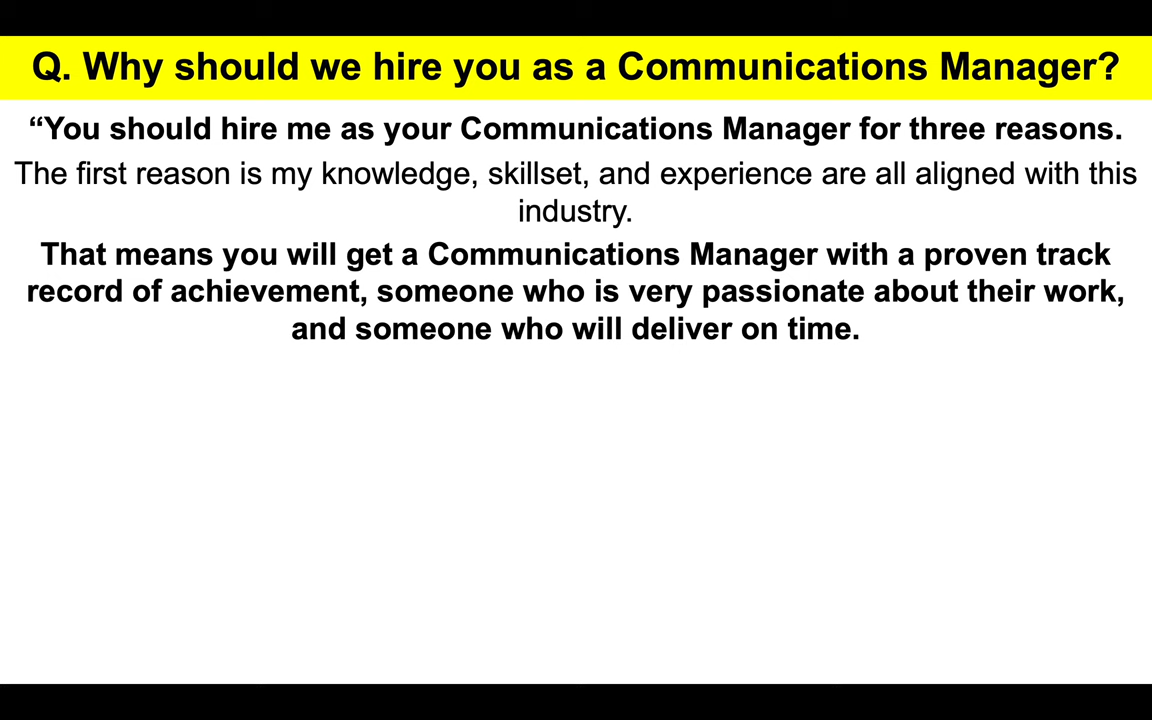 Q. Why should we hire you as a Communications Manager?
“You should hire me as your Communications Manager for three reasons.
The first reason is my knowledge, skillset, and experience are all aligned with this
industry.
That means you will get a Communications Manager with a proven track
record of achievement, someone who is very passionate about their work,
and someone who will deliver on time.